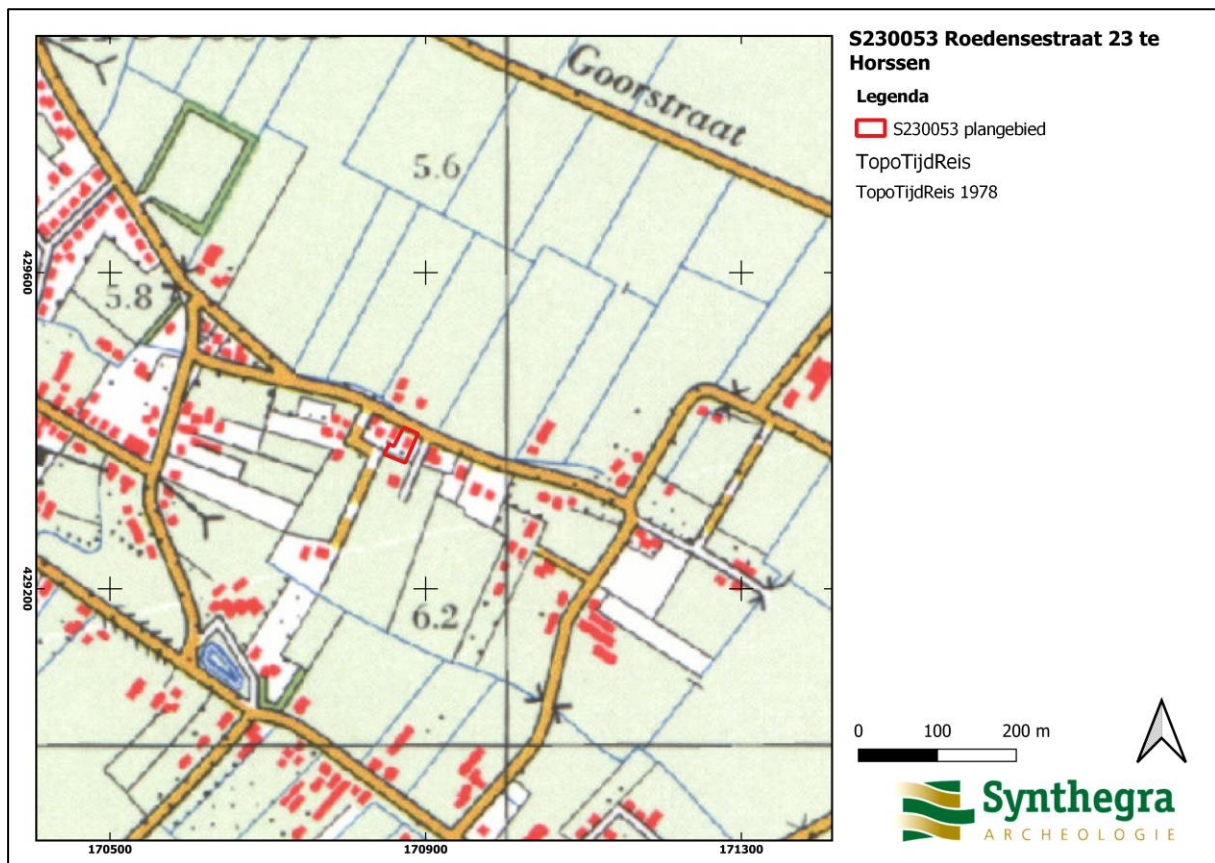 Goorstraat
5.6
5.8
6.2
429600
429200
170500
170900
171300
S230053 Roedensestraat 23 te
Horssen
Legenda
S230053 plangebied
TopoTijdReis
TopoTijdReis 1978
0 100 200 m
Synthegra
ARCHEOLOGIE